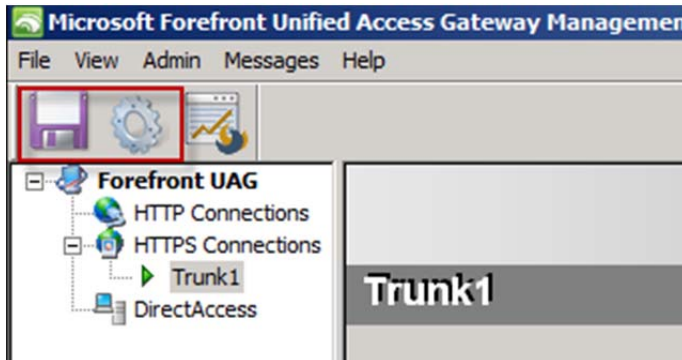 Microsoft Forefront Unified Access Gateway Managemen
File View Admin Messages Help
Forefront UAG
HTTP Connections
HTTPS Connections
Trunk1
DirectAccess
Trunk1